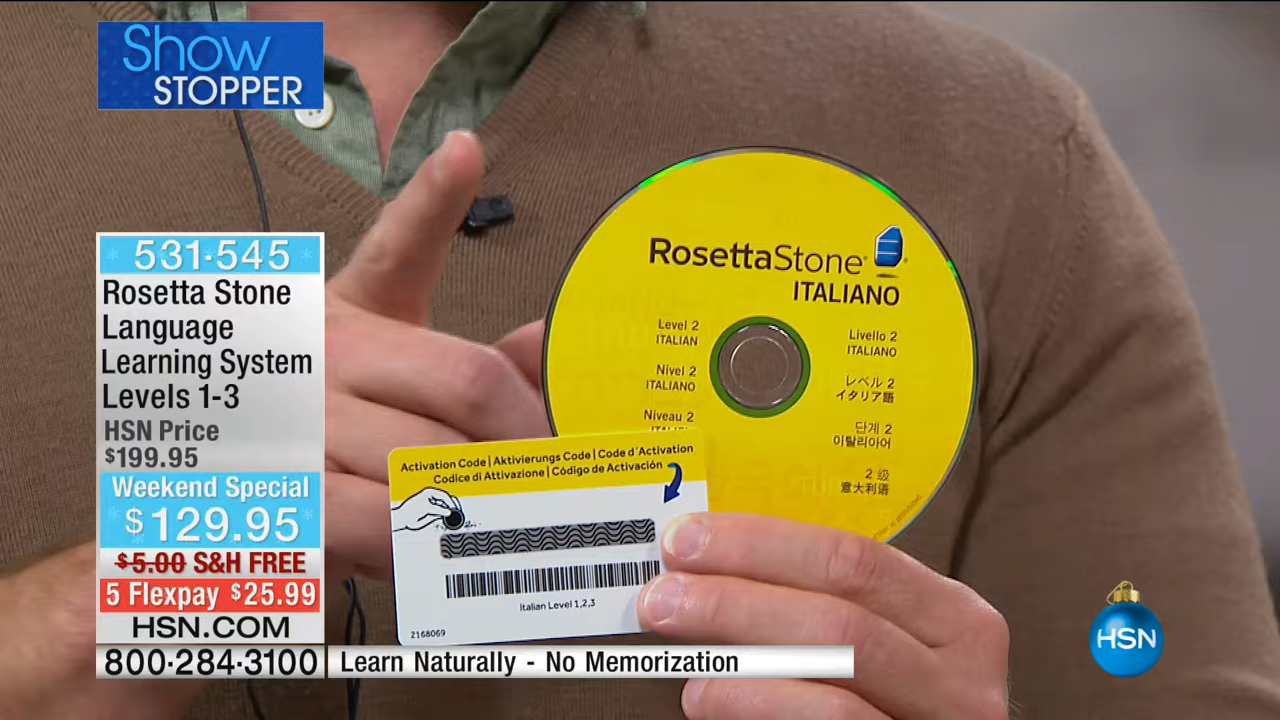 Show
STOPPER
531-545
Rosetta Stone
Language
Learning System
Levels 1-3
HSN Price
$199.95
Weekend Special
$129.95
$5.00 S&H FREE
5 Flexpay $25.99
HSN.COM
800-284-3100
Learn Naturally - No Memorization
RosettaStone
ITALIANO
Level 2
ITALIAN
Nivel 2
ITALIANO
Niveau 2
Livello 2
ITALIANO
レベル 2
イタリア語
단계 2
이탈리아어
2 级
意大利语
Activation Code | Aktivierungs Code | Code d'Activation
Codice di Attivazione | Código de Activación
Italian Level 1,2,3
2168069
HSN